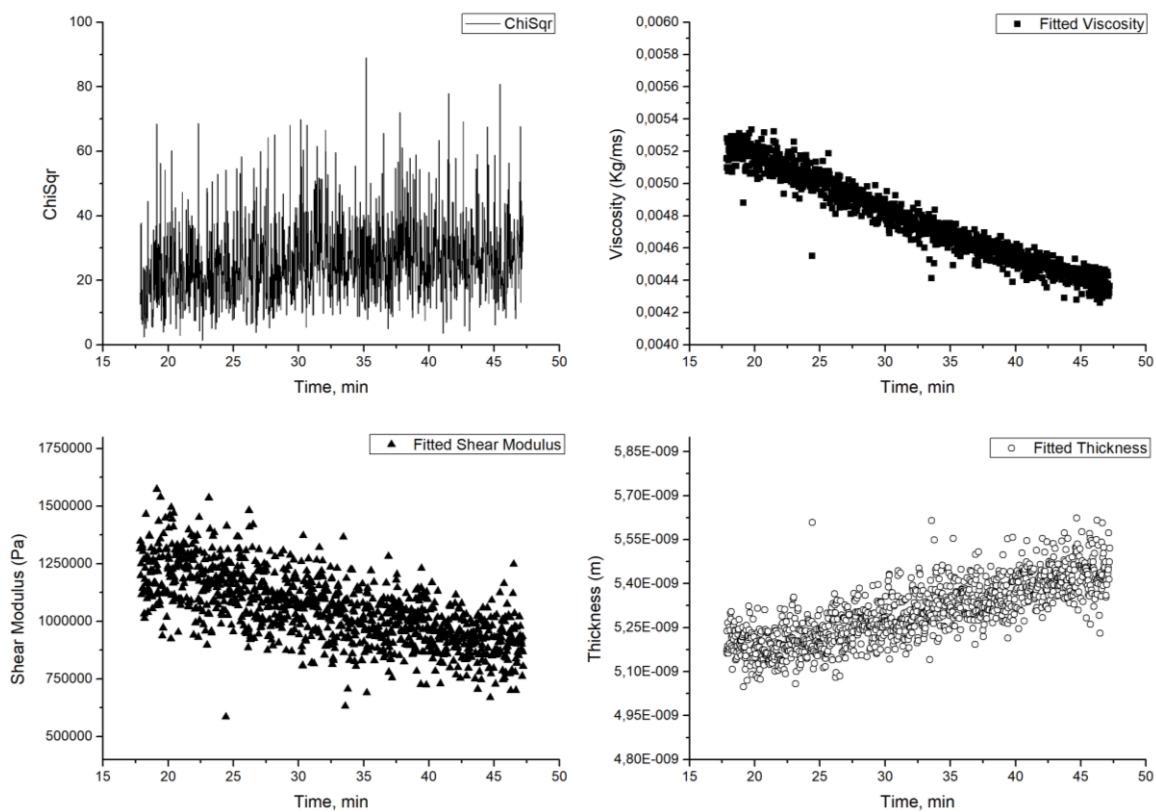 ChiSqr
100
80
60
40
20
0
ChiSqr
15 20 25 30 35 40 45 50
Time, min
Fitted Viscosity
0,0060
0,0058
0,0056
0,0054
0,0052
0,0050
0,0048
0,0046
0,0044
0,0042
0,0040
Viscosity (Kg/ms)
15 20 25 30 35 40 45 50
Time, min
Fitted Shear Modulus
1750000
1500000
1250000
1000000
750000
500000
Shear Modulus (Pa)
15 20 25 30 35 40 45 50
Time, min
Fitted Thickness
5,85E-009
5,70E-009
5,55E-009
5,40E-009
5,25E-009
5,10E-009
4,95E-009
4,80E-009
Thickness (m)
15 20 25 30 35 40 45 50
Time, min